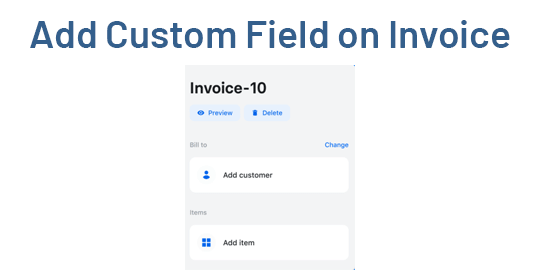 Add Custom Field on Invoice
Invoice-10
Preview Delete
Bill to Change
Add customer
Items
Add item